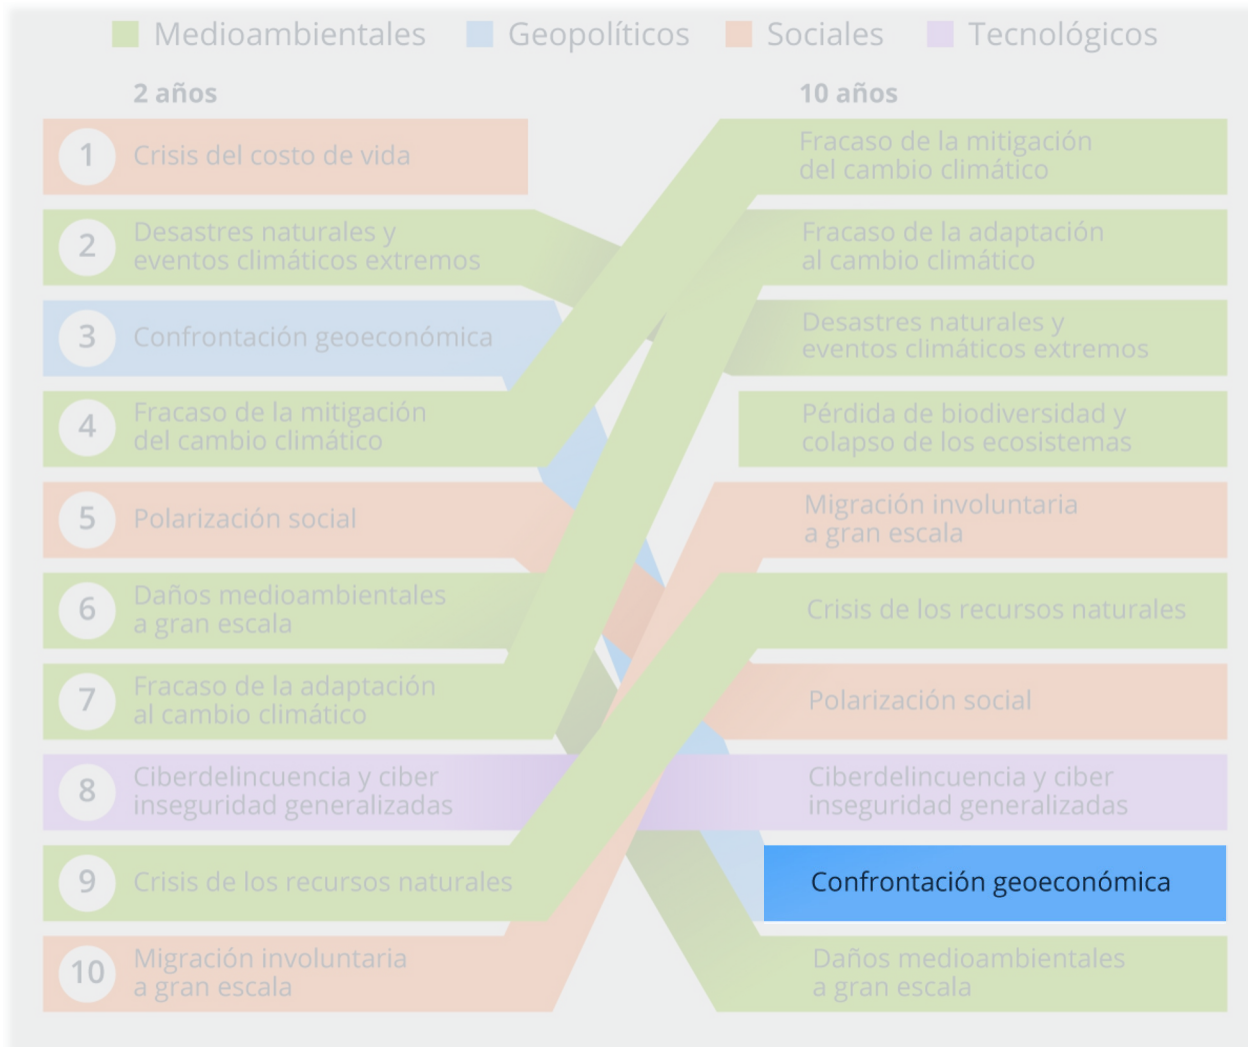 Medioambientales Geopolíticos Sociales Tecnológicos
2 años
10 años
1 Crisis del costo de vida
2 Desastres naturales y
eventos climáticos extremos
3 Confrontación geoeconómica
4 Fracaso de la mitigación
del cambio climático
5 Polarización social
6 Daños medioambientales
a gran escala
7 Fracaso de la adaptación
al cambio climático
8 Ciberdelincuencia y ciber
inseguridad generalizadas
9 Crisis de los recursos naturales
10 Migración involuntaria
a gran escala
Fracaso de la mitigación
del cambio climático
Fracaso de la adaptación
al cambio climático
Desastres naturales y
eventos climáticos extremos
Pérdida de biodiversidad y
colapso de los ecosistemas
Migración involuntaria
a gran escala
Crisis de los recursos naturales
Polarización social
Ciberdelincuencia y ciber
inseguridad generalizadas
Confrontación geoeconómica
Daños medioambientales
a gran escala